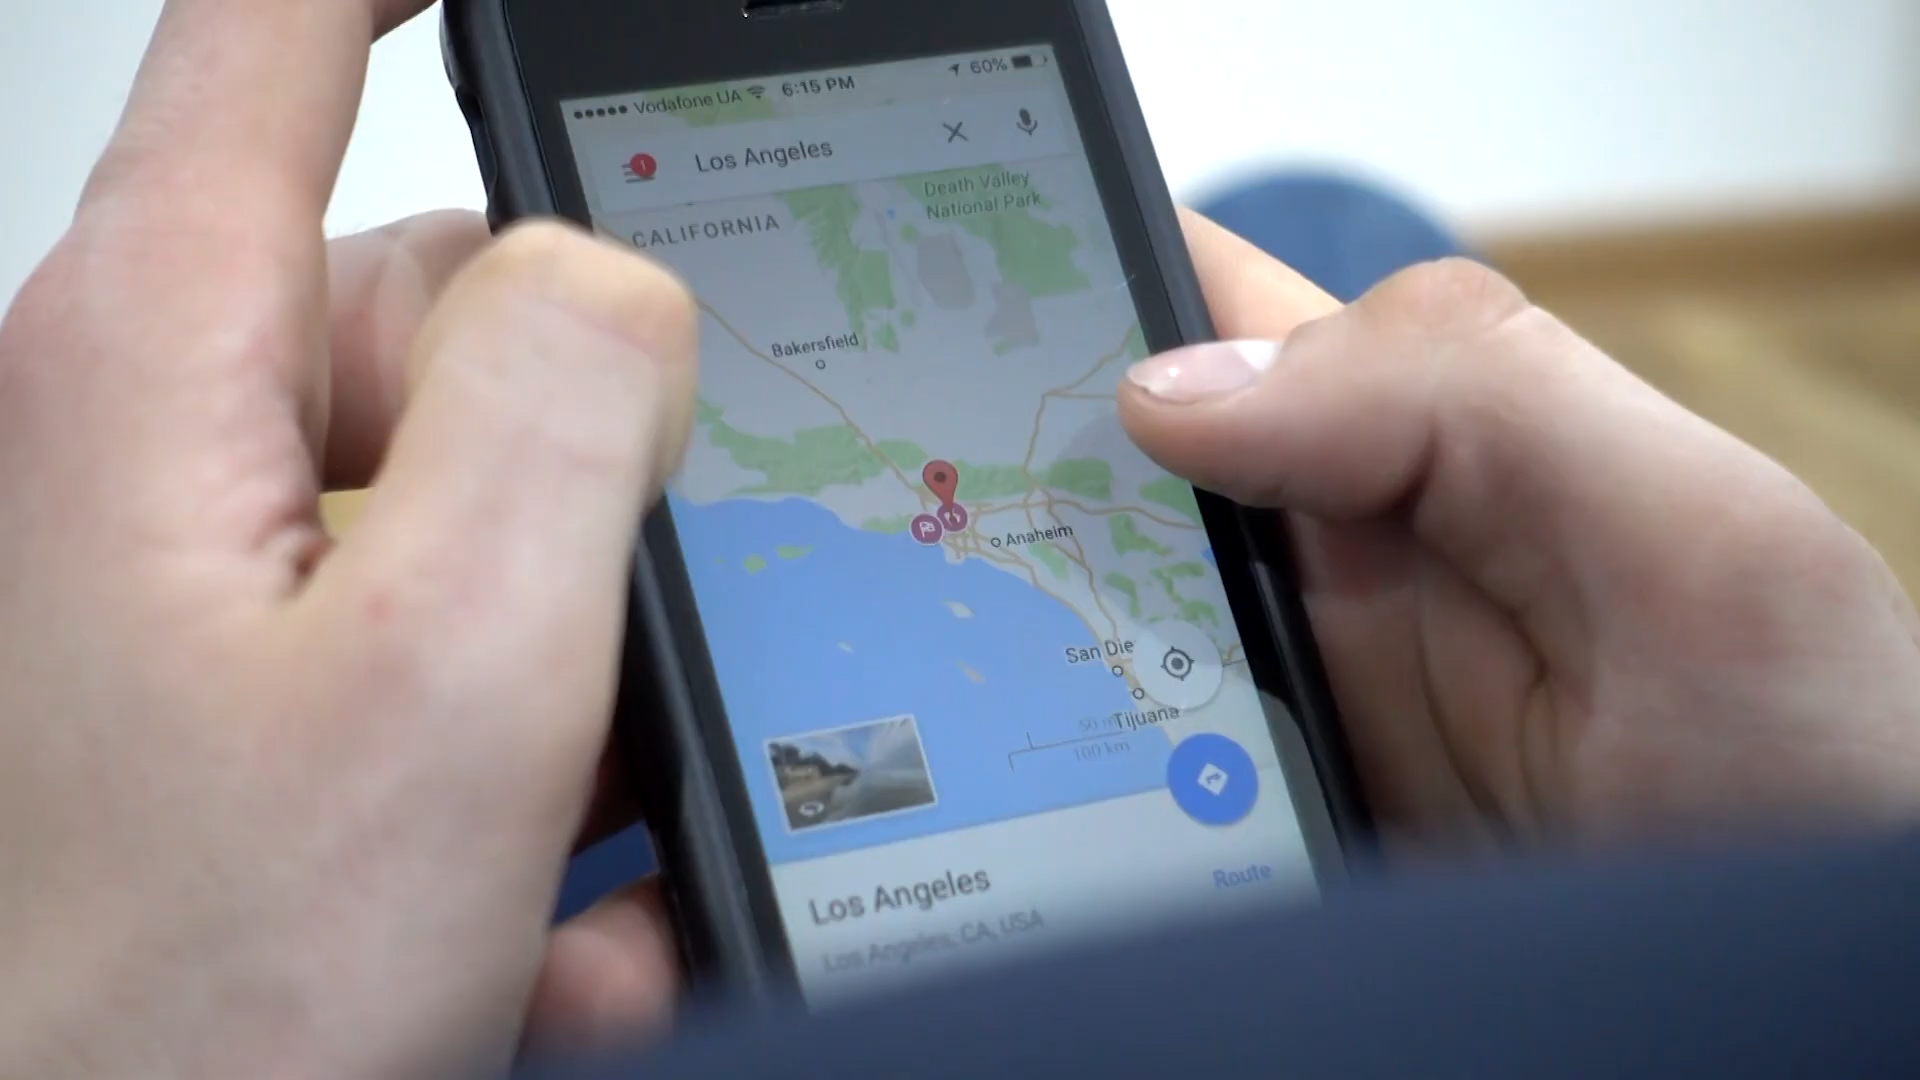 Vodafone UA 6:15 PM 60%
Los Angeles
Death Valley
National Park
CALIFORNIA
Bakersfield
Anaheim
San Die
Tijuana
50 m
100 km
Los Angeles
Route
Los Angeles, CA, USA